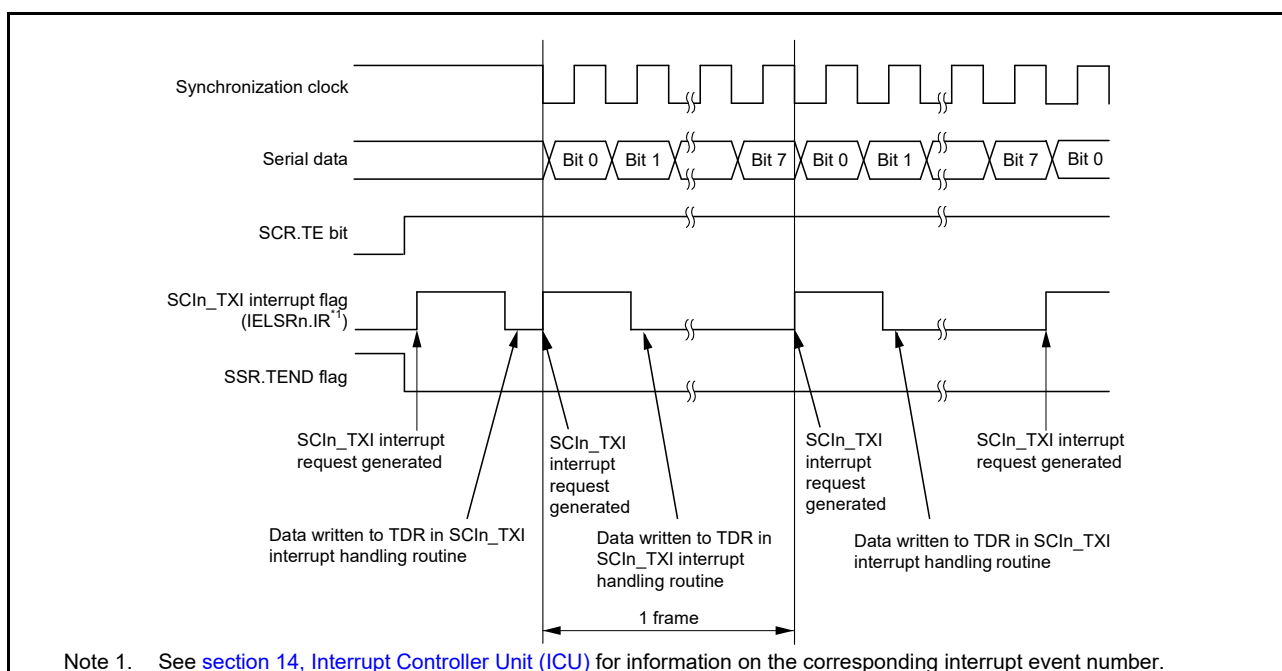 Synchronization clock
Serial data
Bit 0
Bit 1
Bit 7
Bit 0
Bit 1
Bit 7
Bit 0
SCR.TE bit
SCIn_TXI interrupt flag
(IELSRn.IR*1)
SSR.TEND flag
SCIn_TXI interrupt
request generated
SCIn_TXI
interrupt
request
generated
SCIn_TXI
interrupt
request
generated
SCIn_TXI interrupt
request generated
Data written to TDR in SCIn_TXI
interrupt handling routine
Data written to TDR in
SCIn_TXI interrupt
handling routine
Data written to TDR in SCIn_TXI
interrupt handling routine
1 frame
Note 1. See section 14, Interrupt Controller Unit (ICU) for information on the corresponding interrupt event number.